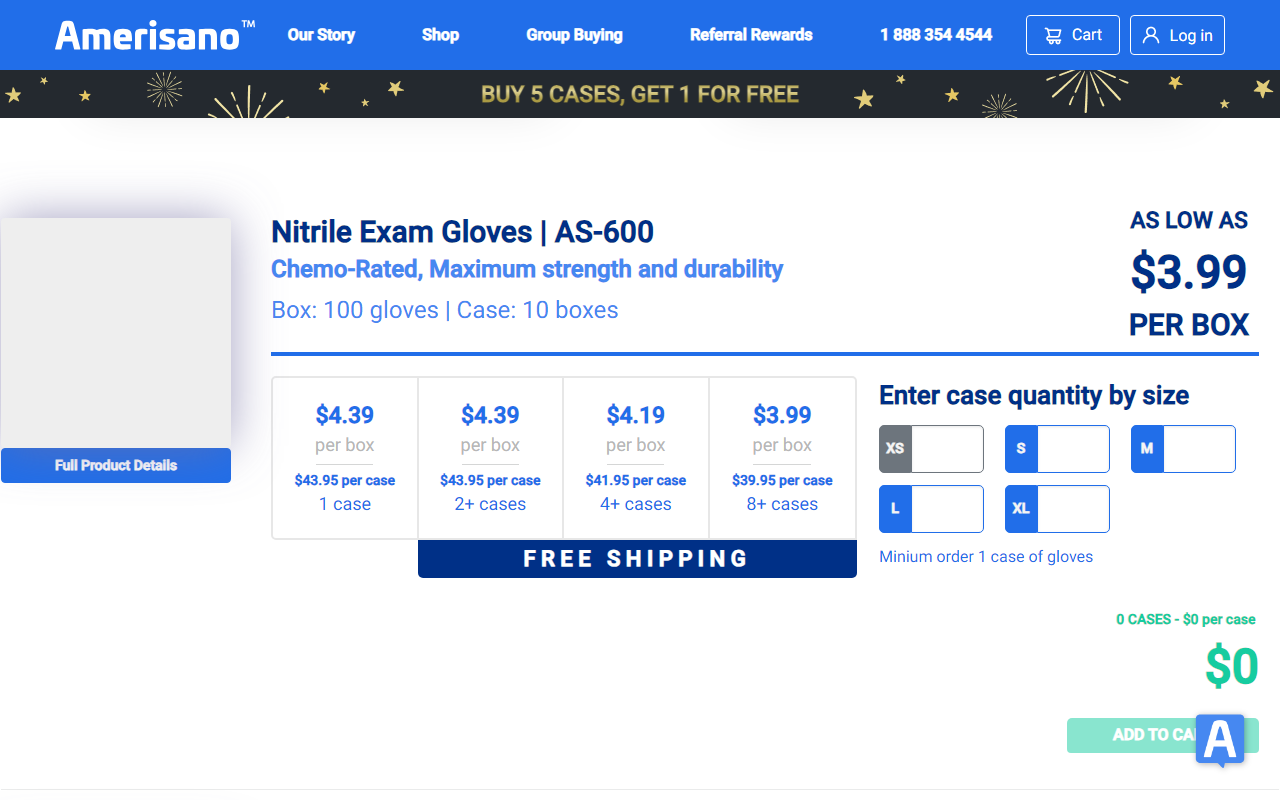 Amerisano™ Our Story Shop Group Buying Referral Rewards 1 888 354 4544 Cart Log in
BUY 5 CASES, GET 1 FOR FREE
Nitrile Exam Gloves | AS-600
Chemo-Rated, Maximum strength and durability
Box: 100 gloves | Case: 10 boxes
AS LOW AS
$3.99
PER BOX
Full Product Details
$4.39 $4.39 $4.19 $3.99
per box per box per box per box
$43.95 per case $43.95 per case $41.95 per case $39.95 per case
1 case 2+ cases 4+ cases 8+ cases
FREE SHIPPING
Enter case quantity by size
XS S M
L XL
Minium order 1 case of gloves
0 CASES - $0 per case
$0
ADD TO
A